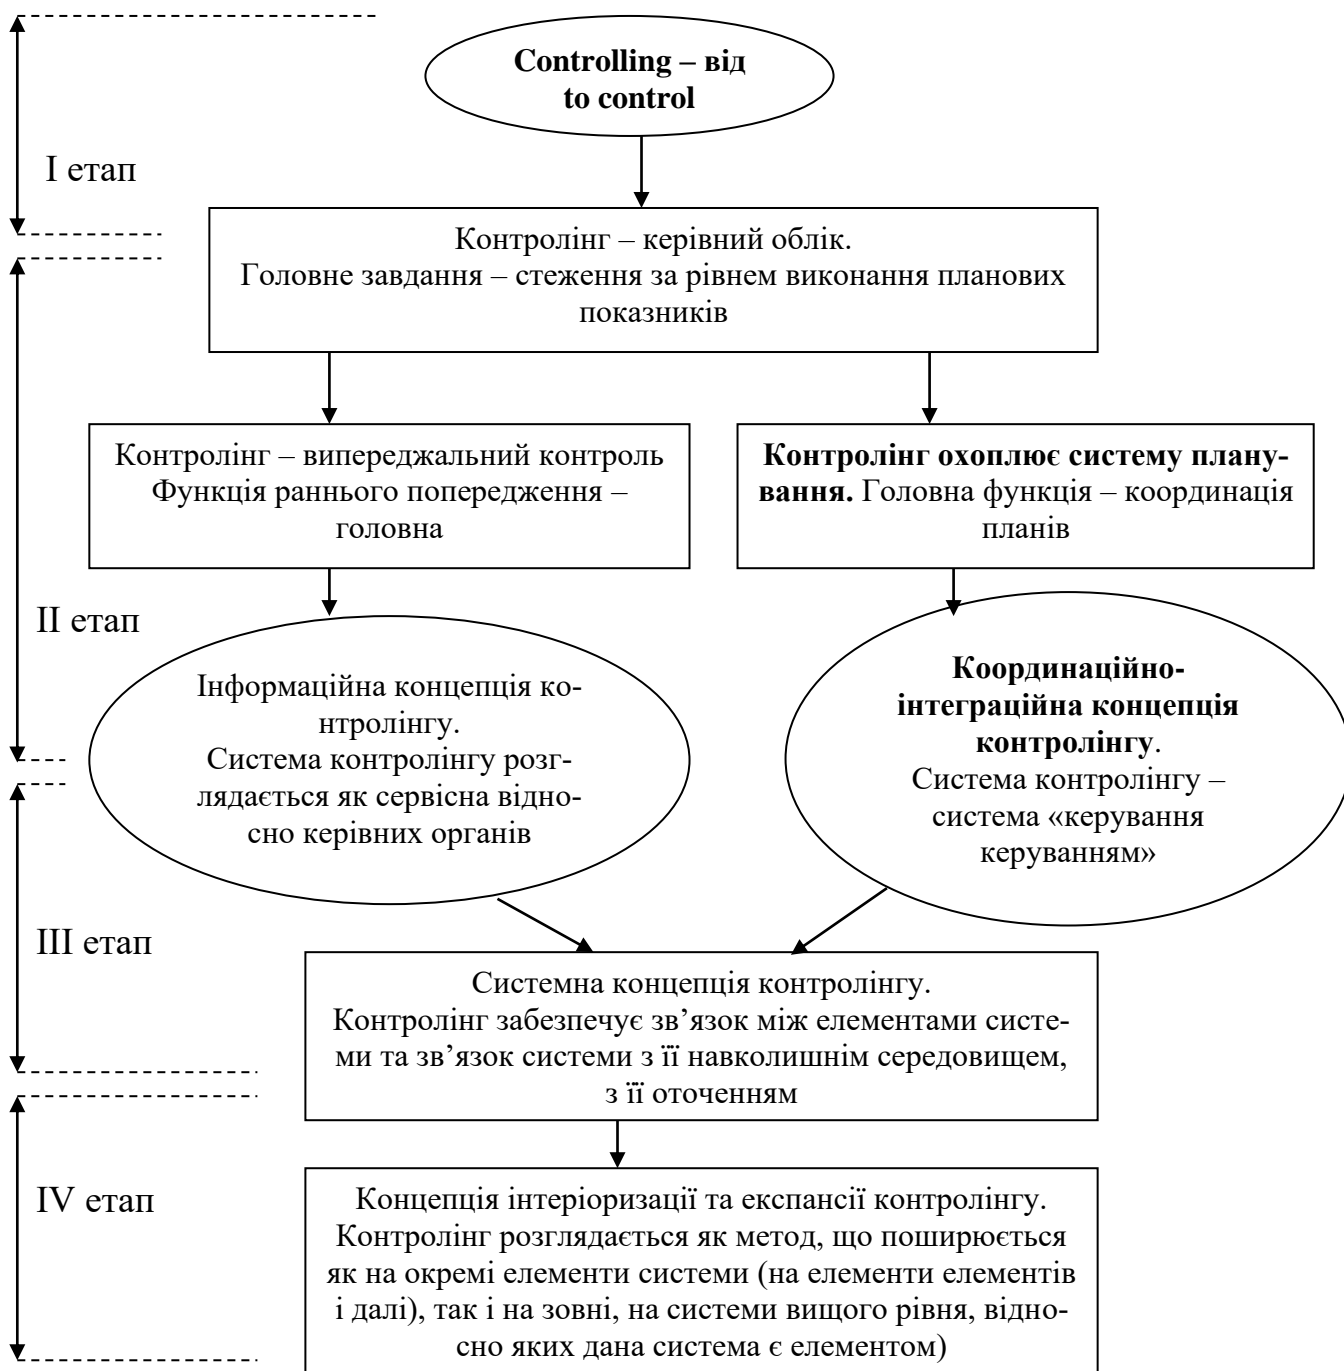 Controlling – від
to control
І етап
Контролінг – керівний облік.
Головне завдання – стеження за рівнем виконання планових
показників
Контролінг – випереджальний контроль
Функція раннього попередження –
головна
Контролінг охоплює систему плану-
вання. Головна функція – координація
планів
ІІ етап
Інформаційна концепція ко-
нтролінгу.
Система контролінгу розг-
лядається як сервісна відно-
сно керівних органів
Координаційно-
інтеграційна концепція
контролінгу.
Система контролінгу –
система «керування
керуванням»
ІІІ етап
Системна концепція контролінгу.
Контролінг забезпечує зв’язок між елементами систе-
ми та зв’язок системи з її навколишнім середовищем,
з її оточенням
IV етап
Концепція інтеріоризації та експансії контролінгу.
Контролінг розглядається як метод, що поширюється
як на окремі елементи системи (на елементи елементів
і далі), так і на зовні, на системи вищого рівня, відно-
сно яких дана система є елементом)